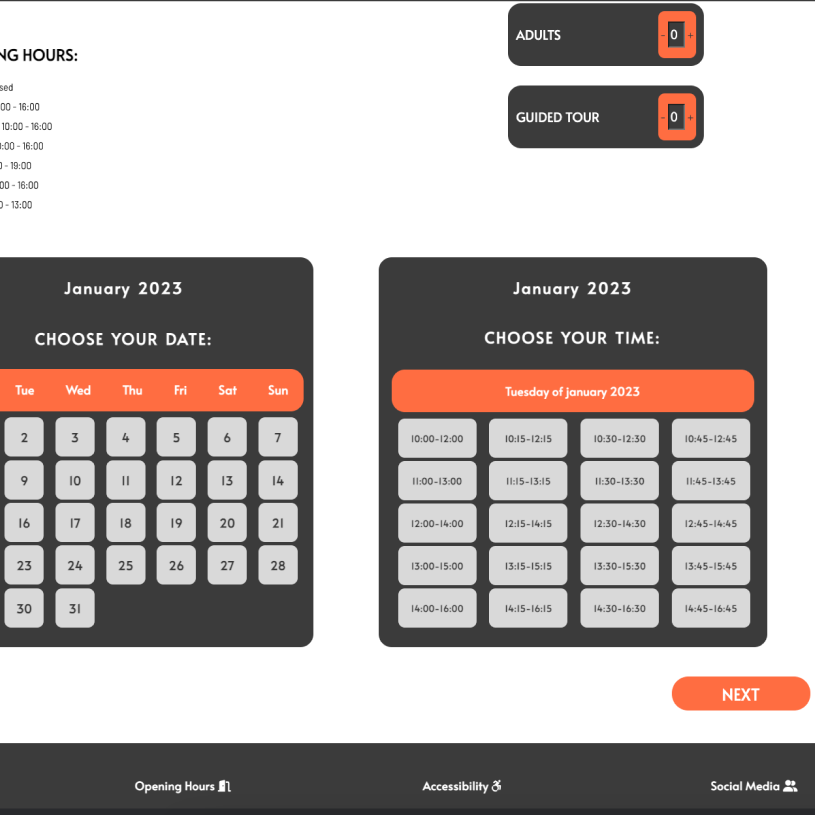 ADULTS
- 0 +
NG HOURS:
sed
00 - 16:00
10:00 - 16:00
:00 - 16:00
- 19:00
00 - 16:00
- 13:00
GUIDED TOUR
- 0 +
January 2023
CHOOSE YOUR DATE:
Tue Wed Thu Fri Sat Sun
2 3 4 5 6 7
9 10 11 12 13 14
16 17 18 19 20 21
23 24 25 26 27 28
30 31
January 2023
CHOOSE YOUR TIME:
Tuesday of january 2023
10:00-12:00 10:15-12:15 10:30-12:30 10:45-12:45
11:00-13:00 11:15-13:15 11:30-13:30 11:45-13:45
12:00-14:00 12:15-14:15 12:30-14:30 12:45-14:45
13:00-15:00 13:15-15:15 13:30-15:30 13:45-15:45
14:00-16:00 14:15-16:15 14:30-16:30 14:45-16:45
NEXT
Opening Hours
Accessibility
Social Media